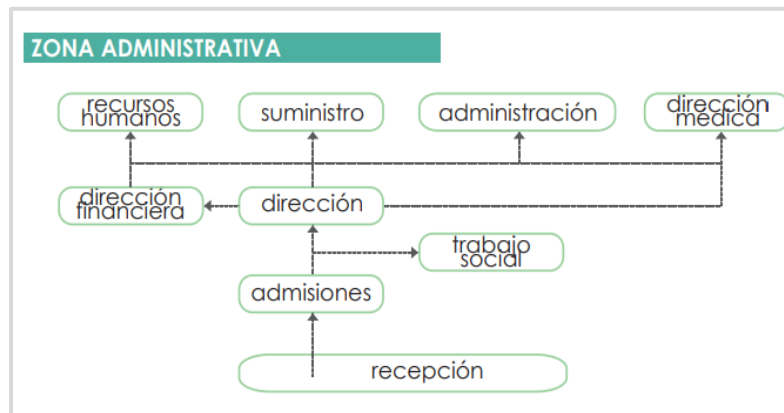 ZONA ADMINISTRATIVA
recursos
humanos
suministro
administración
dirección
médica
dirección
financiera
dirección
trabajo
social
admisiones
recepción